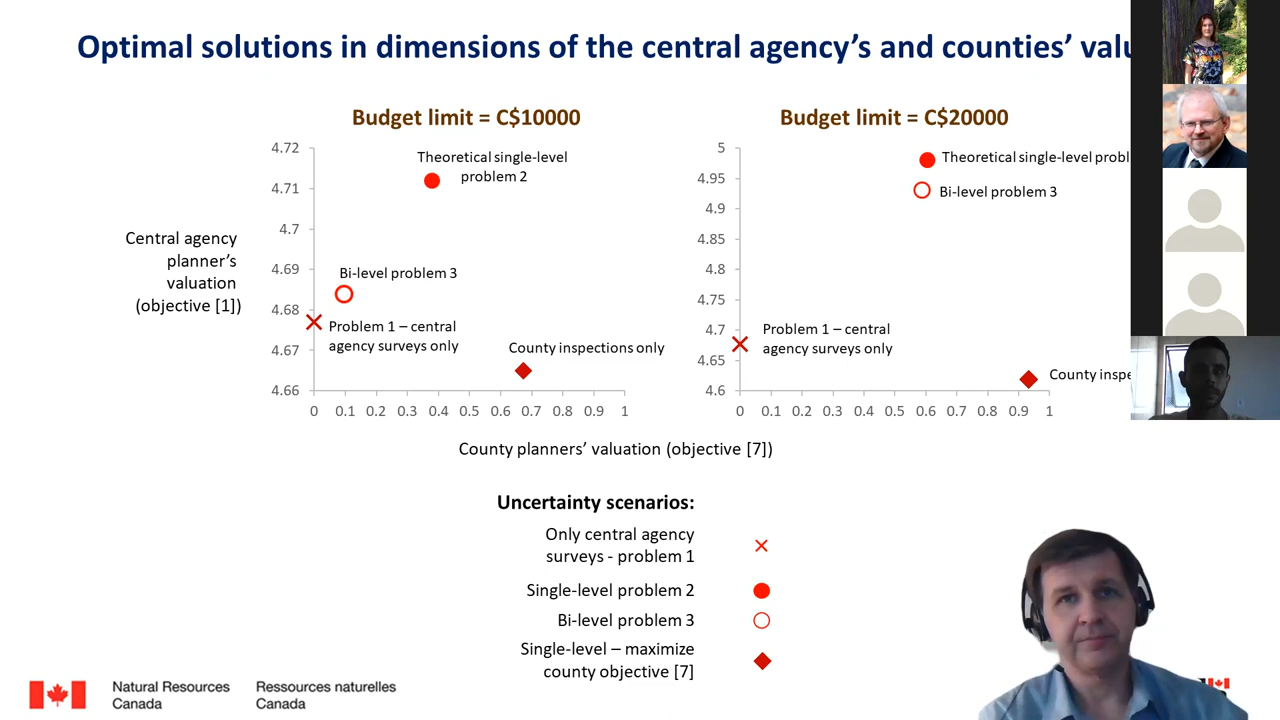 Optimal solutions in dimensions of the central agency's and counties'
Budget limit = C$10000
Budget limit = C$20000
4.72
4.71
4.7
4.69
4.68
4.67
4.66
0 0.1 0.2 0.3 0.4 0.5 0.6 0.7 0.8 0.9 1
Central agency
planner's
valuation
(objective [1])
Theoretical single-level
problem 2
Bi-level problem 3
Problem 1 – central
agency surveys only
County inspections only
5
4.95
4.9
4.85
4.8
4.75
4.7
4.65
4.6
0 0.1 0.2 0.3 0.4 0.5 0.6 0.7 0.8 0.9 1
Theoretical single-level
Bi-level problem 3
Problem 1 – central
agency surveys only
County
County planners' valuation (objective [7])
Uncertainty scenarios:
Only central agency
surveys - problem 1
Single-level problem 2
Bi-level problem 3
Single-level – maximize
county objective [7]
Natural Resources
Canada
Ressources naturelles
Canada